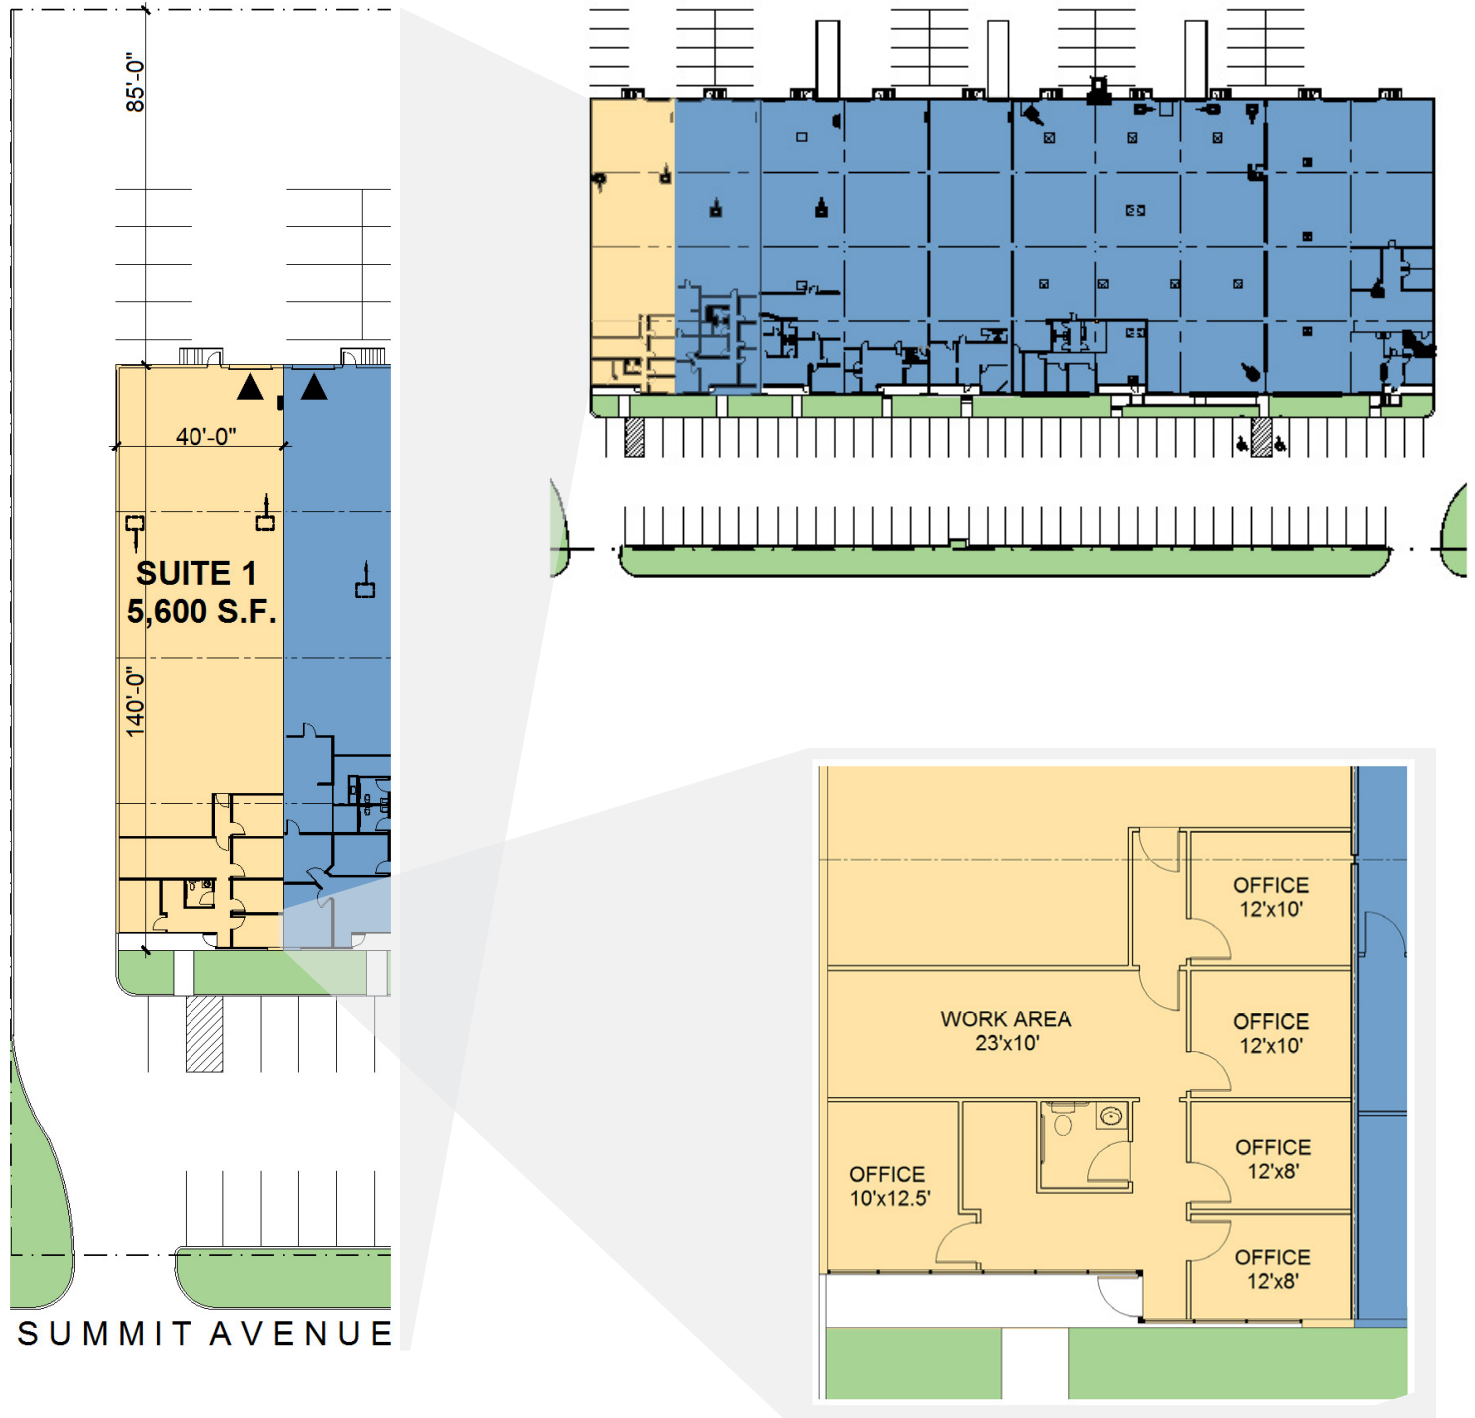 85'-0"
40'-0"
SUITE 1
5,600 S.F.
140'-0"
SUMMIT AVENUE
OFFICE
12'x10'
WORK AREA
23'x10'
OFFICE
12'x10'
OFFICE
10'x12.5'
OFFICE
12'x8'
OFFICE
12'x8'